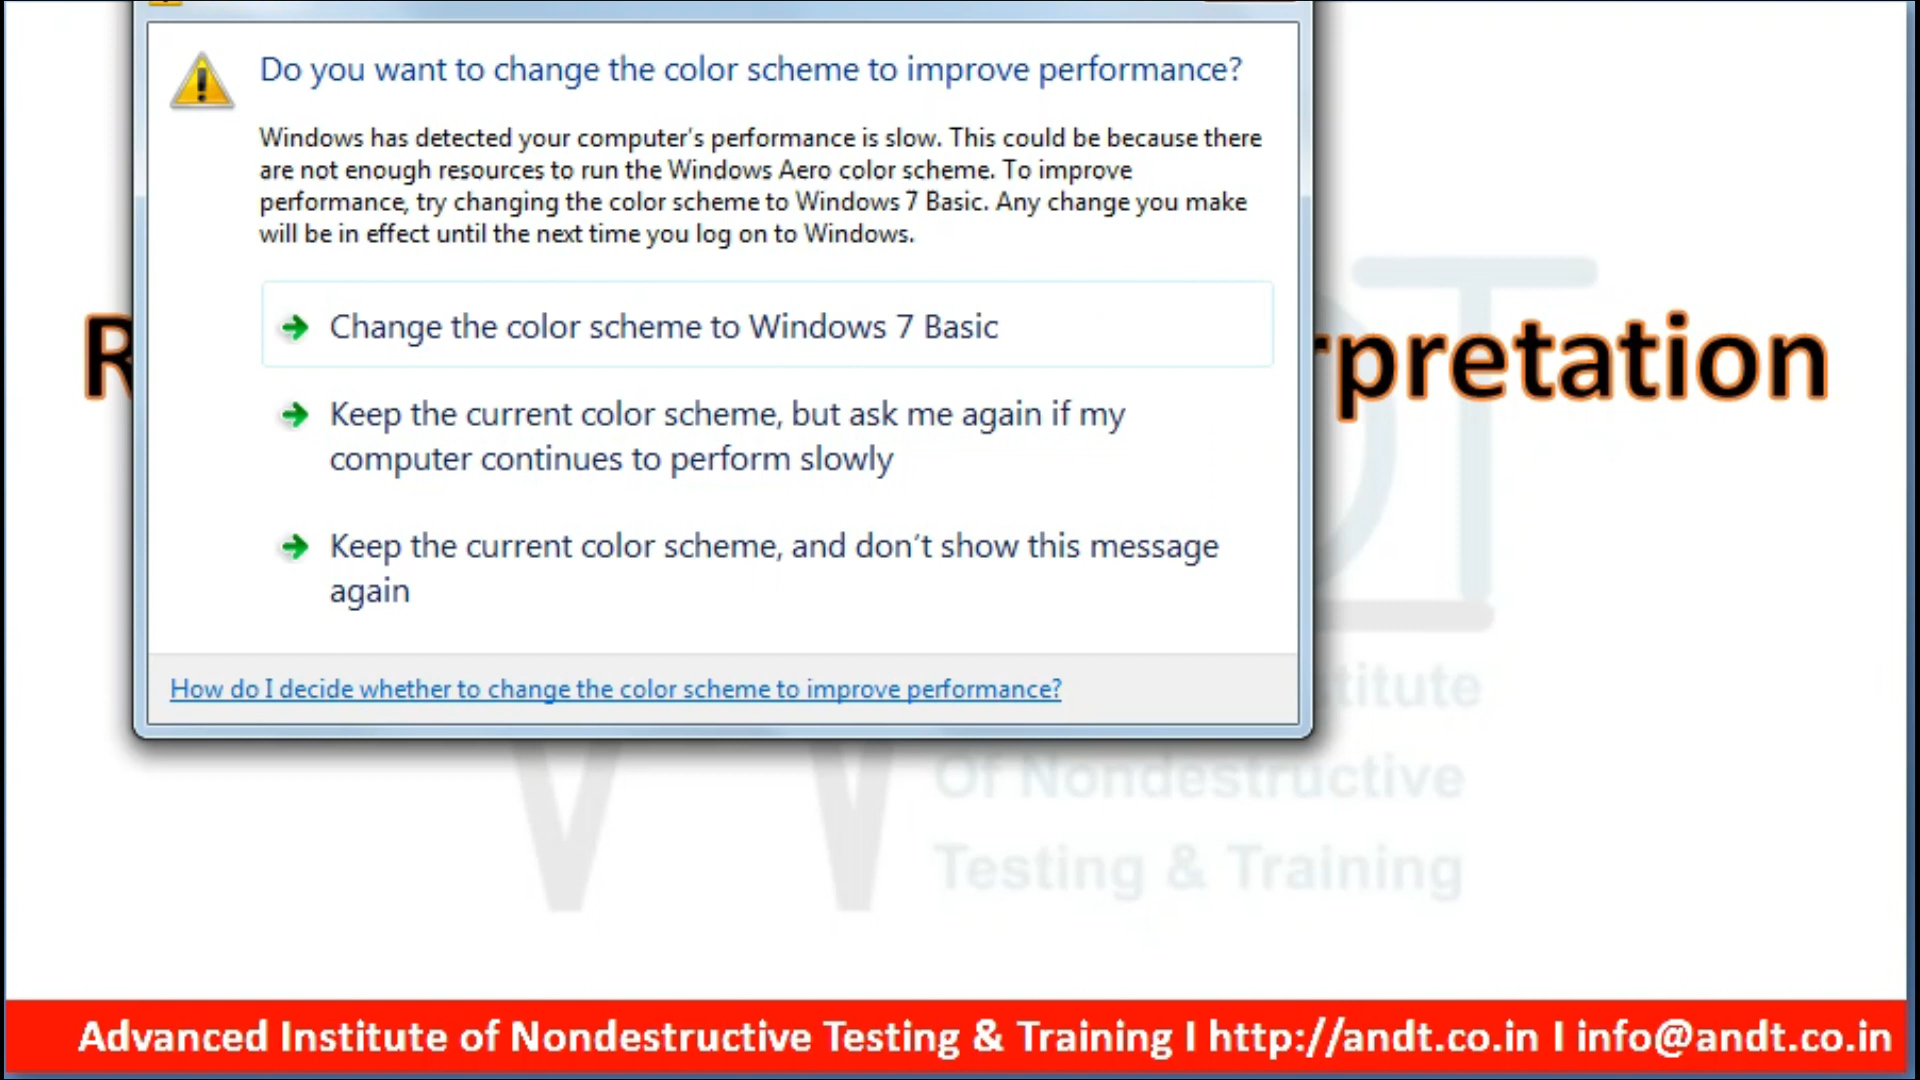 Do you want to change the color scheme to improve performance?
Windows has detected your computer's performance is slow. This could be because there
are not enough resources to run the Windows Aero color scheme. To improve
performance, try changing the color scheme to Windows 7 Basic. Any change you make
will be in effect until the next time you log on to Windows.
Change the color scheme to Windows 7 Basic
Keep the current color scheme, but ask me again if my
computer continues to perform slowly
Keep the current color scheme, and don't show this message
again
How do I decide whether to change the color scheme to improve performance?
Of Nondestructive
Testing & Training
Advanced Institute of Nondestructive Testing & Training I http://andt.co.in I info@andt.co.in